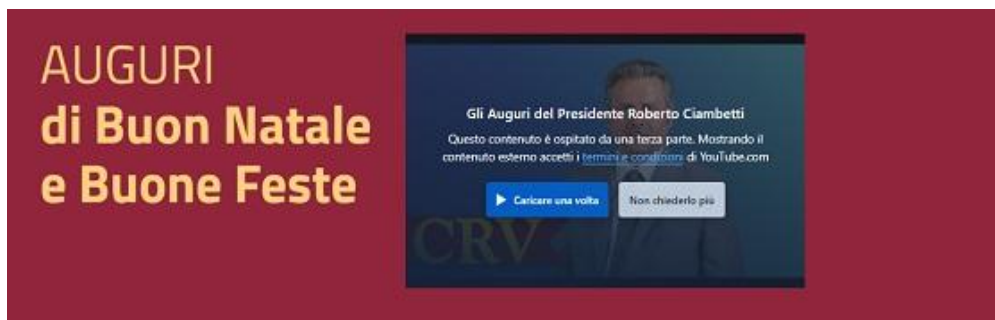 AUGURI
di Buon Natale
e Buone Feste
Gli Auguri del Presidente Roberto Ciambetti
Questo contenuto è ospitato da una terza parte. Mostrando il
contenuto esterno accetti i termini e condizioni di YouTube.com
Caricare una volta
Non chiederlo più
CRV